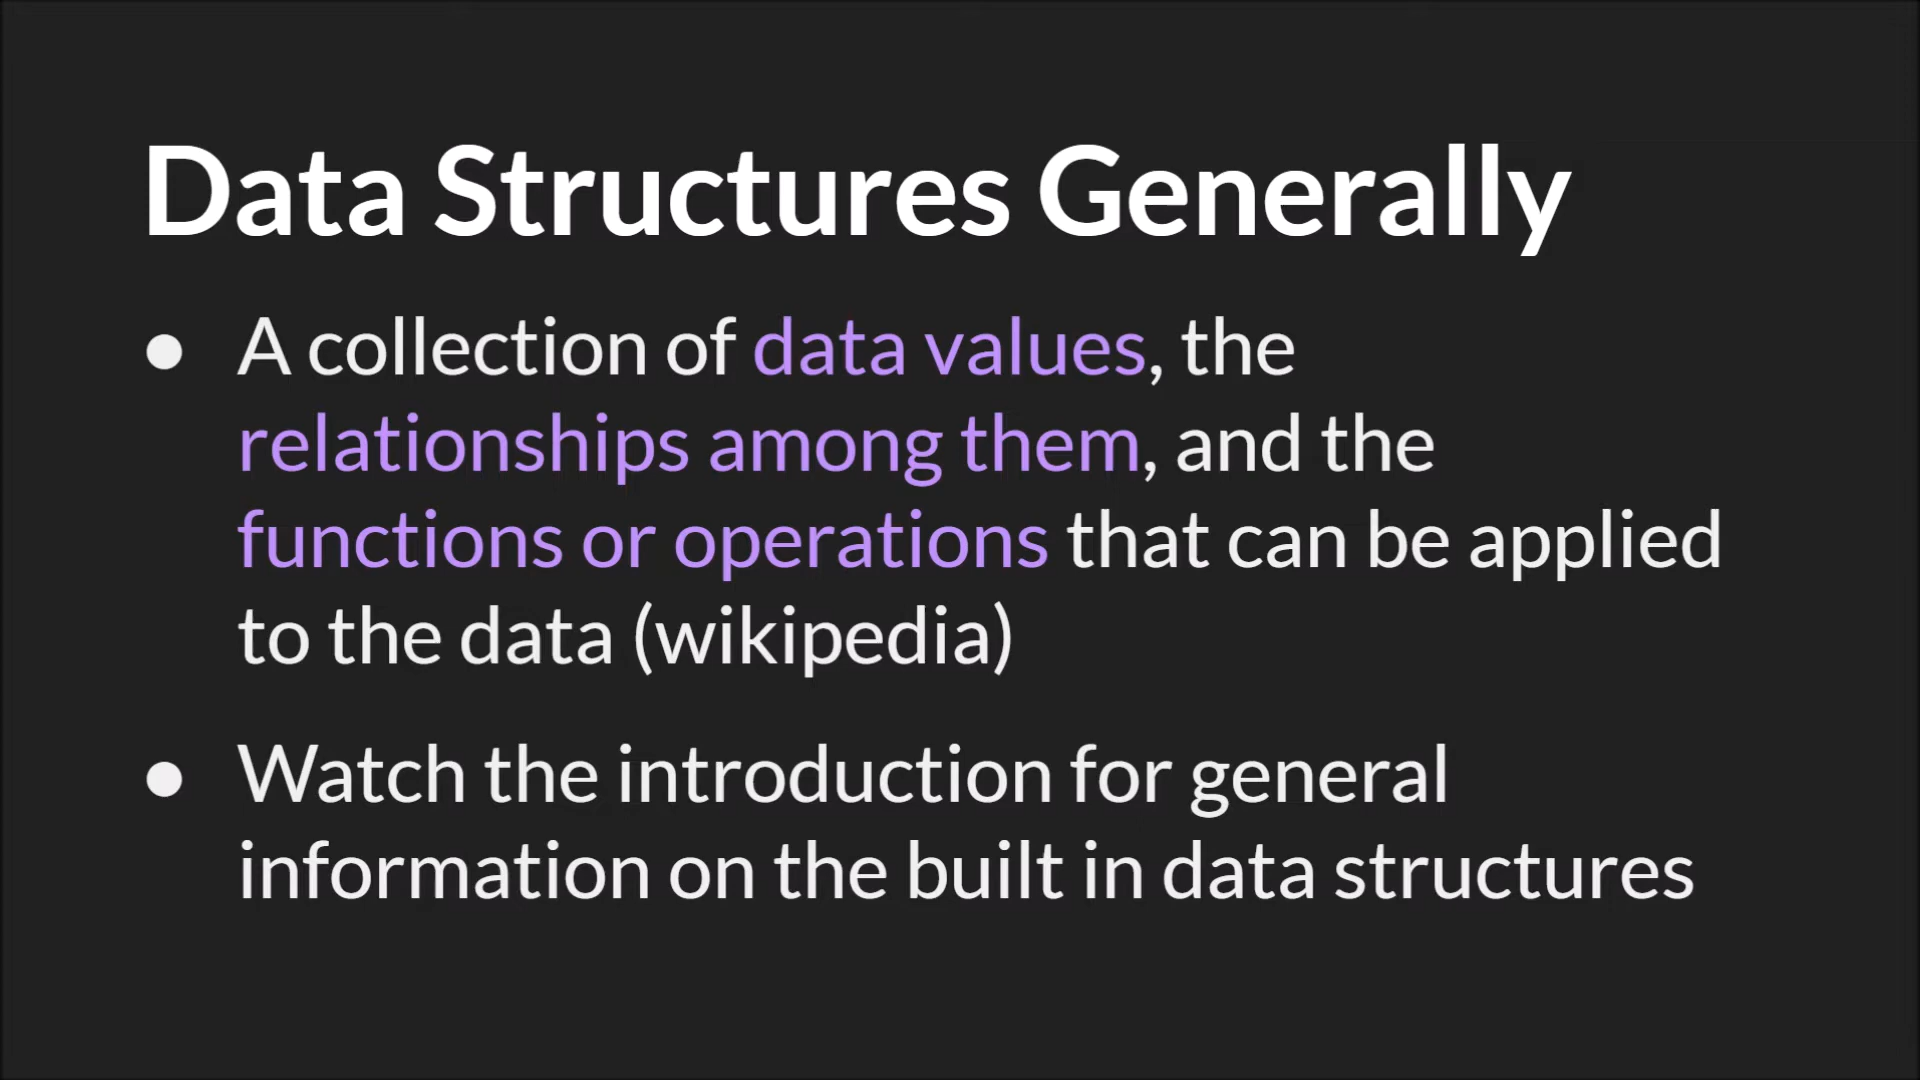 Data Structures Generally
● A collection of data values, the
relationships among them, and the
functions or operations that can be applied
to the data (wikipedia)
● Watch the introduction for general
information on the built in data structures